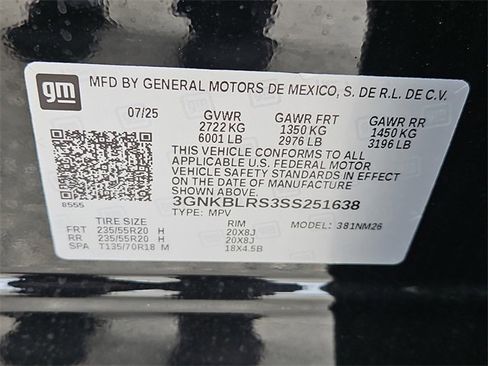 gm
MFD BY GENERAL MOTORS DE MEXICO, S. DE R.L. DE C.V.
07/25 GVWR GAWR FRT GAWR RR
2722 KG 1350 KG 1450 KG
6001 LB 2976 LB 3196 LB
THIS VEHICLE CONFORMS TO ALL
APPLICABLE U.S. FEDERAL MOTOR
VEHICLE SAFETY STANDARDS IN EFFECT
ON THE DATE OF MANUFACTURE SHOWN ABOVE.
3GNKBLRS3SS251638
8555 TYPE: MPV MODEL: 381NM26
TIRE SIZE RIM
FRT 235/55R20 H 20X8J
RR 235/55R20 H 20X8J
SPA T135/70R18 M 18X4.5B